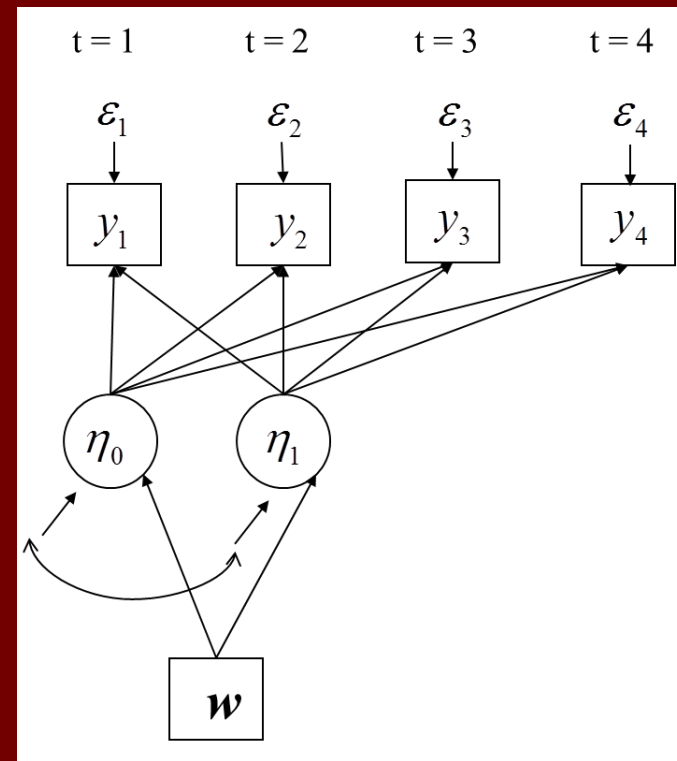 t = 1 t = 2 t = 3 t = 4
ε₁ ε₂ ε₃ ε₄
y₁ y₂ y₃ y₄
η₀ η₁
w